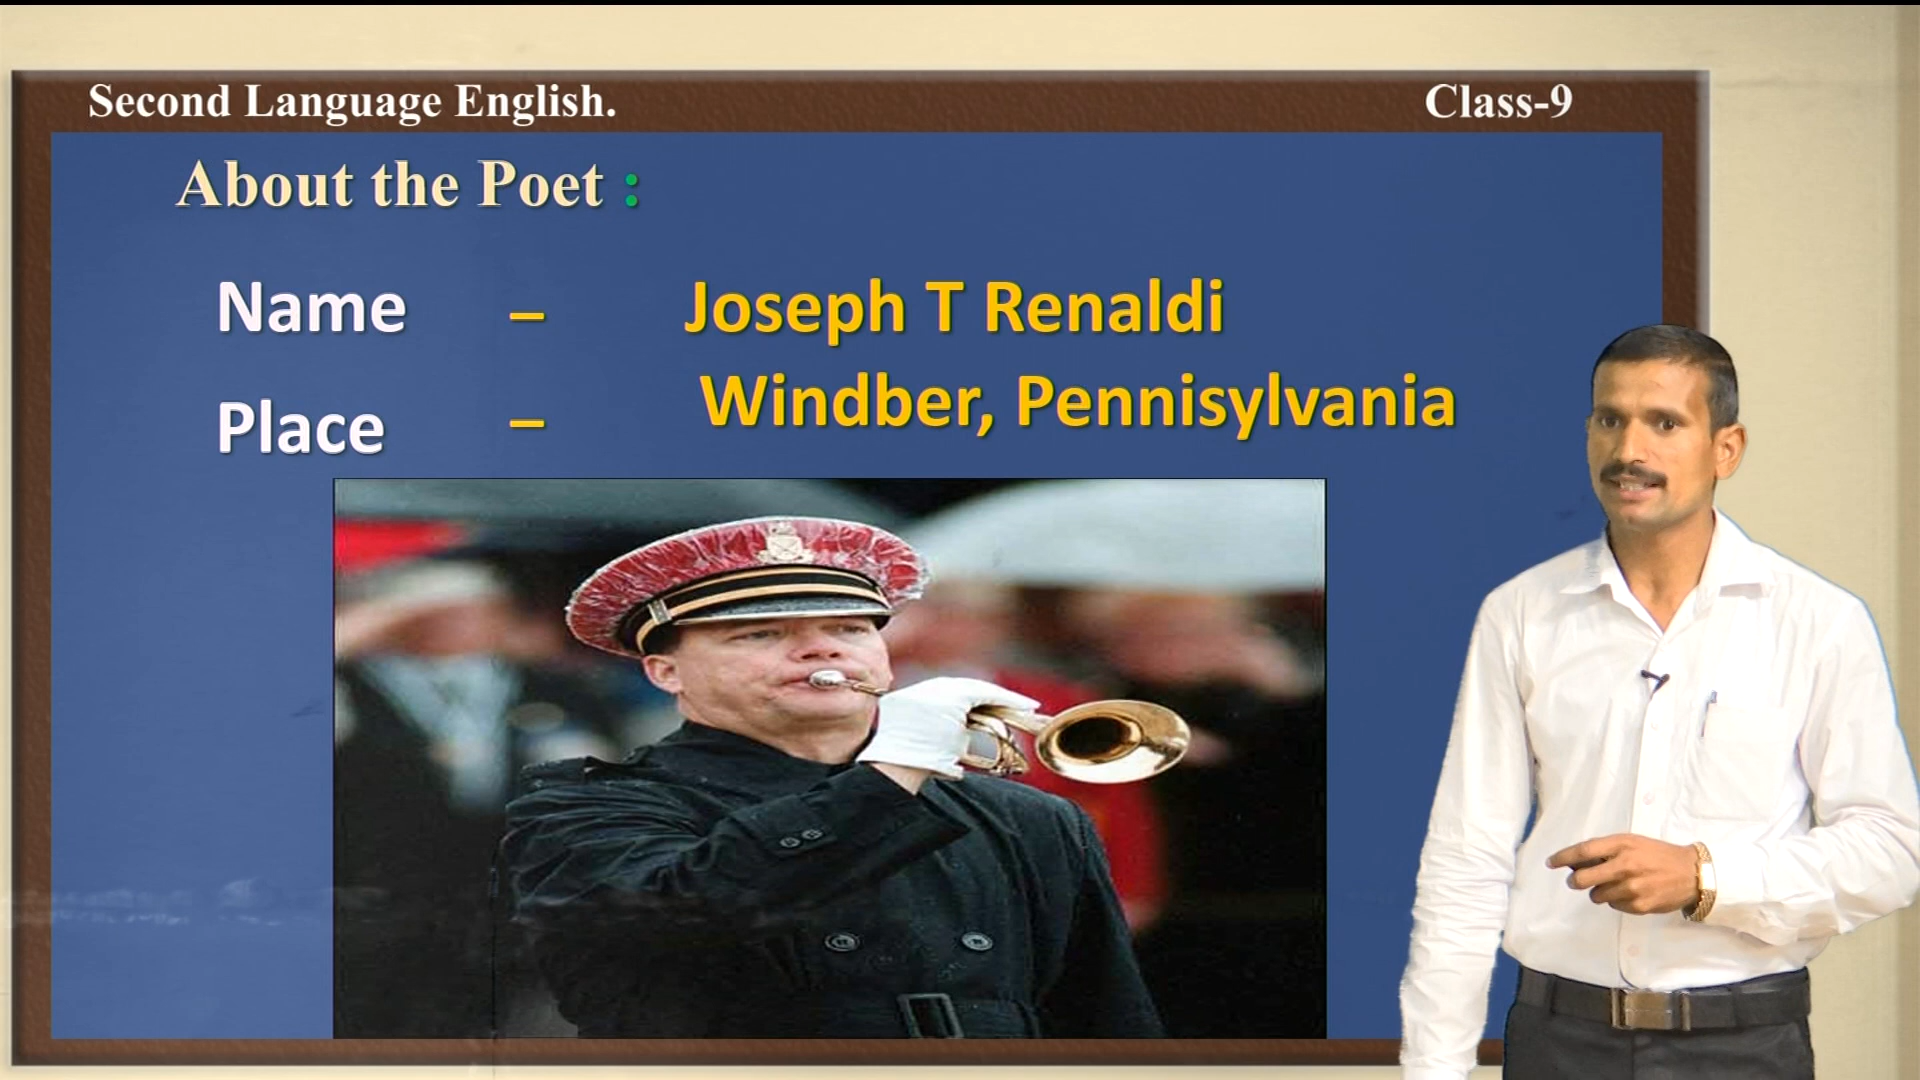 Second Language English.
Class-9
About the Poet :
Name – Joseph T Renaldi
Place – Windber, Pennisylvania